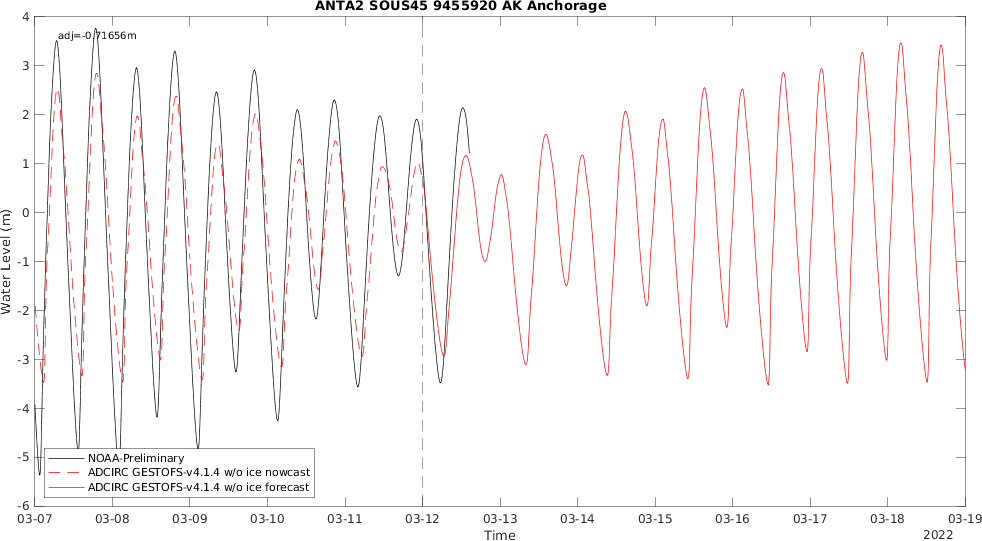 ANTA2 SOUS45 9455920 AK Anchorage
adj=-0.71656m
4
3
2
1
0
-1
-2
-3
-4
-5
-6
Water Level (m)
NOAA-Preliminary
ADCIRC GESTOFS-v4.1.4 w/o ice nowcast
ADCIRC GESTOFS-v4.1.4 w/o ice forecast
03-07 03-08 03-09 03-10 03-11 03-12 03-13 03-14 03-15 03-16 03-17 03-18 03-19
Time
2022